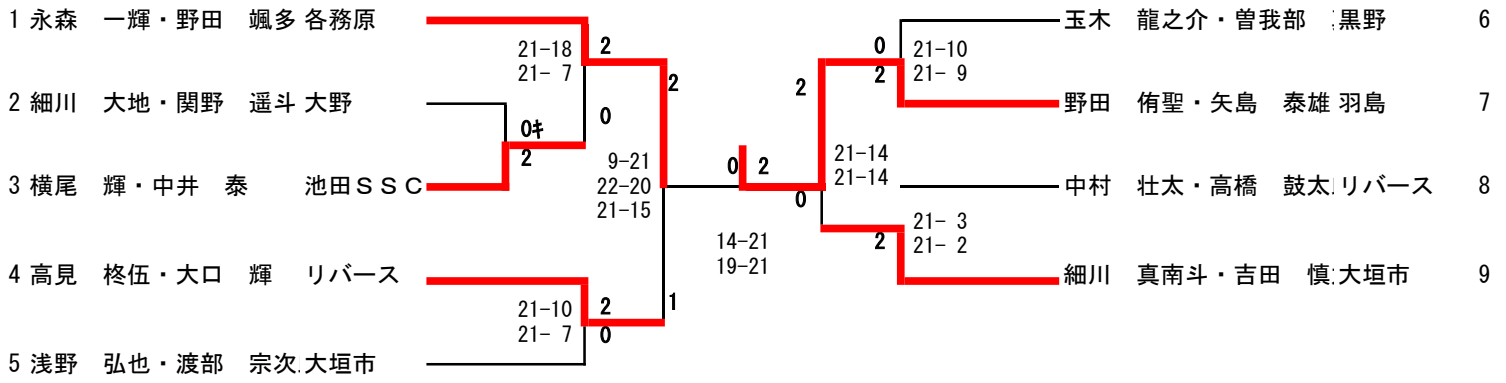 1 永森 一輝・野田 颯多 各務原
21-18
21- 7
2
0
2 細川 大地・関野 遥斗 大野
0ｷ
2
3 横尾 輝・中井 泰 池田ＳＳＣ
2
9-21
22-20
21-15
1
4 高見 柊伍・大口 輝 リバース
21-10
21- 7
2
0
5 浅野 弘也・渡部 宗次 大垣市
0 2
14-21
19-21
玉木 龍之介・曽我部 黒野 6
0
2
21-10
21- 9
野田 侑聖・矢島 泰雄 羽島 7
2
0
21-14
21-14
中村 壮太・高橋 鼓太 リバース 8
2
21- 3
21- 2
細川 真南斗・吉田 慎 大垣市 9